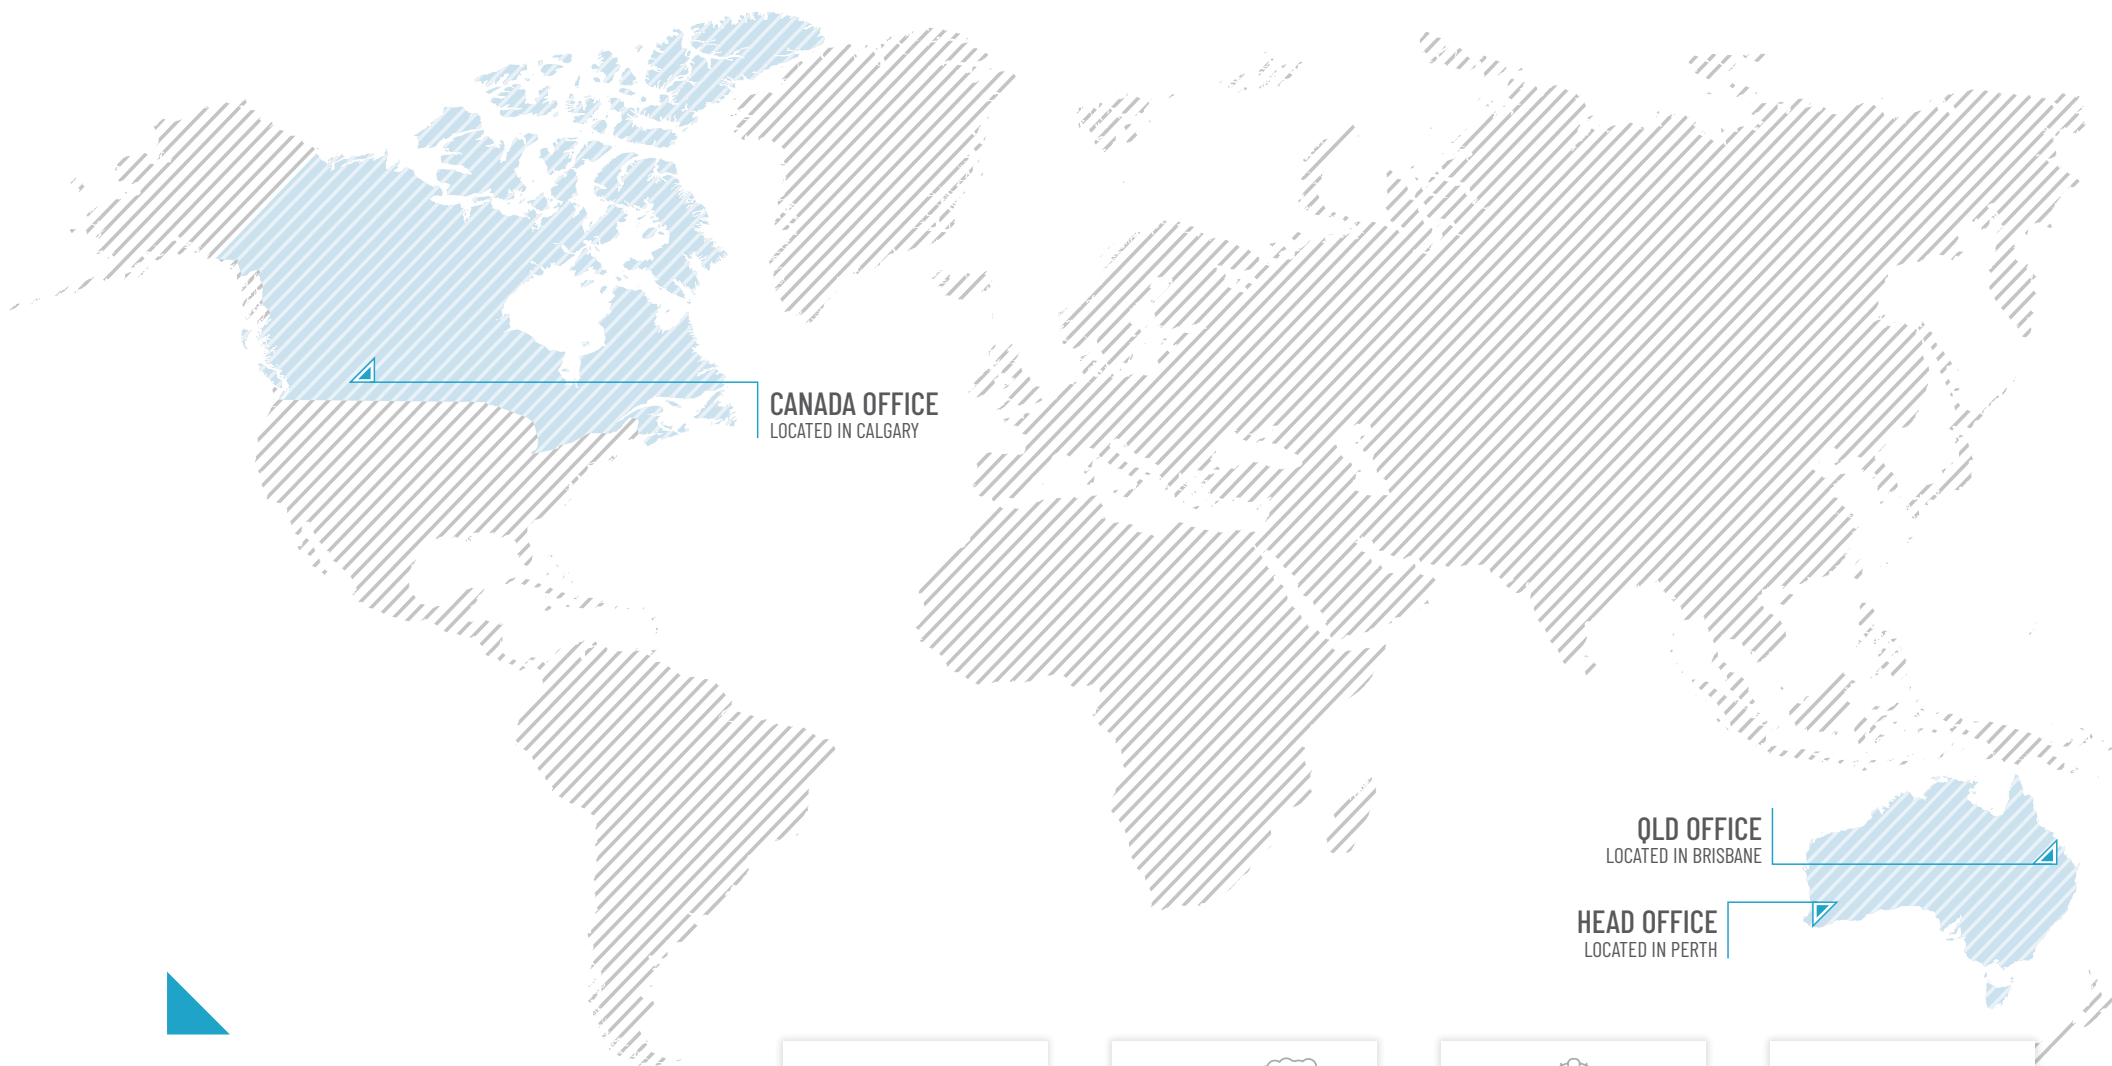 CANADA OFFICE
LOCATED IN CALGARY
QLD OFFICE
LOCATED IN BRISBANE
HEAD OFFICE
LOCATED IN PERTH